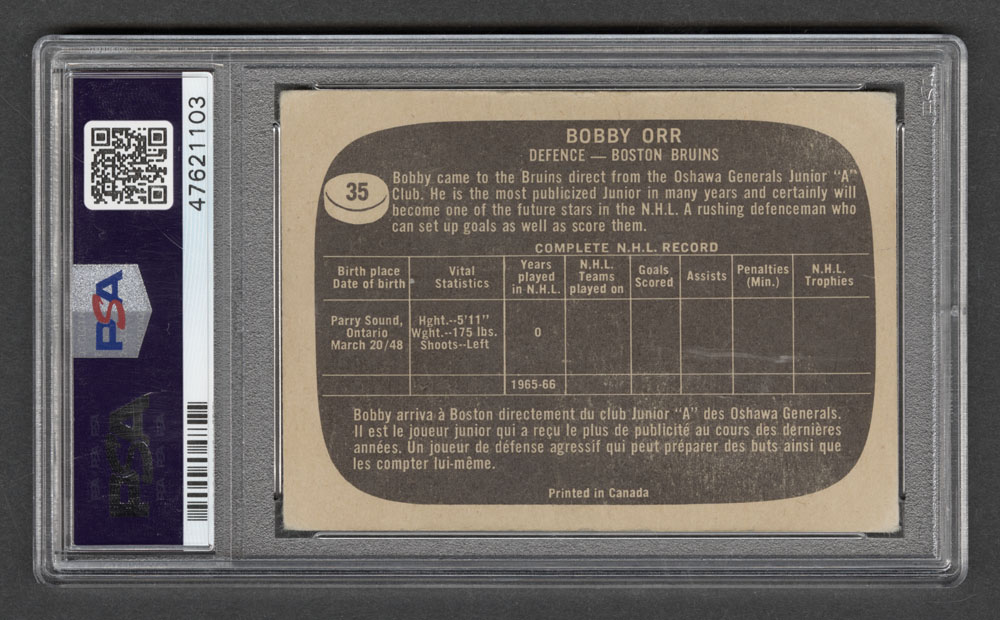 47621103
PSA
BOBBY ORR
DEFENCE — BOSTON BRUINS
35
Bobby came to the Bruins direct from the Oshawa Generals Junior "A"
Club. He is the most publicized Junior in many years and certainly will
become one of the future stars in the N.H.L. A rushing defenceman who
can set up goals as well as score them.
COMPLETE N.H.L. RECORD
Birth place
Date of birth
Vital
Statistics
Years
played
in N.H.L.
N.H.L.
Teams
played on
Goals
Scored
Assists
Penalties
(Min.)
N.H.L.
Trophies
Parry Sound,
Ontario
March 20/48
Hght.--5'11"
Wght.--175 lbs.
Shoots--Left
0
1965-66
Bobby arriva à Boston directement du club Junior "A" des Oshawa Generals.
Il est le joueur junior qui a reçu le plus de publicité au cours des dernières
années. Un joueur de défense agressif qui peut préparer des buts ainsi que
les compter lui-même.
Printed in Canada